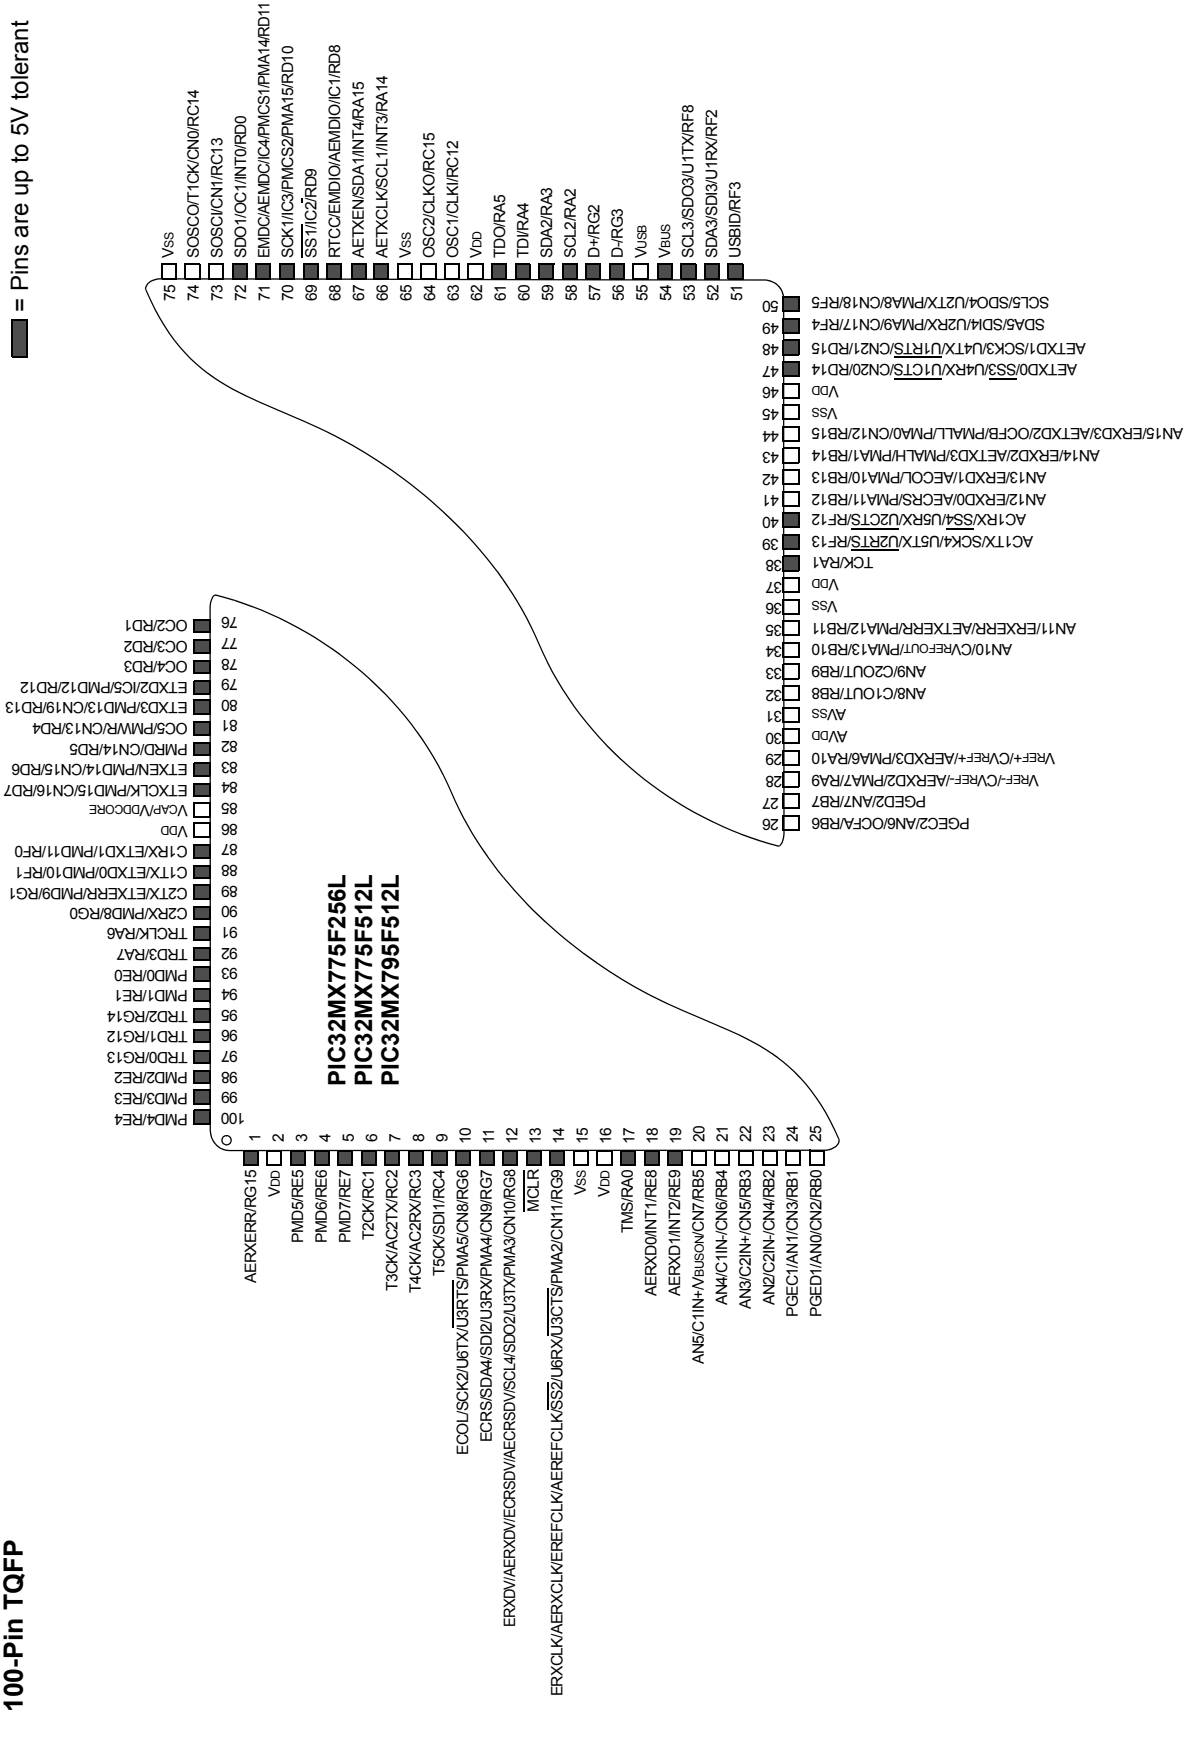 100-Pin TQFP
= Pins are up to 5V tolerant
PIC32MX775F256L
PIC32MX775F512L
PIC32MX795F512L
1 AERXERR/RG15
2 VDD
3 PMD5/RE5
4 PMD6/RE6
5 PMD7/RE7
6 T2CK/RC1
7 T3CK/AC2TX/RC2
8 T4CK/AC2RX/RC3
9 T5CK/SDI1/RC4
10 ECOL/SCK2/U6TX/U3RTS/PMA5/CN8/RG6
11 ECRS/SDA4/SDI2/U3RX/PMA4/CN9/RG7
12 ERXDV/AERXDV/ECRSDV/AECRSDV/SCL4/SDO2/U3TX/PMA3/CN10/RG8
13 MCLR
14 ERXCLK/AERXCLK/EREFCLK/AEREFCLK/SS2/U6RX/U3CTS/PMA2/CN11/RG9
15 VSS
16 VDD
17 TMS/RA0
18 AERXD0/INT1/RE8
19 AERXD1/INT2/RE9
20 AN5/C1IN+/VBUSON/CN7/RB5
21 AN4/C1IN-/CN6/RB4
22 AN3/C2IN+/CN5/RB3
23 AN2/C2IN-/CN4/RB2
24 PGEC1/AN1/CN3/RB1
25 PGED1/AN0/CN2/RB0
26 PGEC2/AN6/OCFA/RB6
27 PGED2/AN7/RB7
28 VREF-/CVREF-/AERXD2/PMA7/RA9
29 VREF+/CVREF+/AERXD3/PMA6/RA10
30 AVDD
31 AVSS
32 AN8/C1OUT/RB8
33 AN9/C2OUT/RB9
34 AN10/CVREFOUT/PMA13/RB10
35 AN11/ERXERR/AETXERR/PMA12/RB11
36 VSS
37 VDD
38 TCK/RA1
39 AC1TX/SCK4/U5TX/U2RTS/RF13
40 AC1RX/SS4/U5RX/U2CTS/RF12
41 AN12/ERXD0/AECRS/PMA11/RB12
42 AN13/ERXD1/AECOL/PMA10/RB13
43 AN14/ERXD2/AETXD3/PMALH/PMA1/RB14
44 AN15/ERXD3/AETXD2/OCFB/PMALL/PMA0/CN12/RB15
45 VSS
46 VDD
47 AETXD0/SS3/U4RX/U1CTS/CN20/RD14
48 AETXD1/SCK3/U4TX/U1RTS/CN21/RD15
49 SDA5/SDI4/U2RX/PMA9/CN17/RF4
50 SCL5/SDO4/U2TX/PMA8/CN18/RF5
51 USBID/RF3
52 SDA3/SDI3/U1RX/RF2
53 SCL3/SDO3/U1TX/RF8
54 VBUS
55 VUSB
56 D-/RG3
57 D+/RG2
58 SCL2/RA2
59 SDA2/RA3
60 TDI/RA4
61 TDO/RA5
62 VDD
63 OSC1/CLKI/RC12
64 OSC2/CLKO/RC15
65 VSS
66 AETXCLK/SCL1/INT3/RA14
67 AETXEN/SDA1/INT4/RA15
68 RTCC/EMDIO/AEMDIO/IC1/RD8
69 SS1/IC2/RD9
70 SCK1/IC3/PMCS2/PMA15/RD10
71 EMDC/AEMDC/IC4/PMCS1/PMA14/RD11
72 SDO1/OC1/INT0/RD0
73 SOSCI/CN1/RC13
74 SOSCO/T1CK/CN0/RC14
75 VSS
76 OC2/RD1
77 OC3/RD2
78 OC4/RD3
79 ETXD2/IC5/PMD12/RD12
80 ETXD3/PMD13/CN19/RD13
81 OC5/PMWR/CN13/RD4
82 PMRD/CN14/RD5
83 ETXEN/PMD14/CN15/RD6
84 ETXCLK/PMD15/CN16/RD7
85 VCAP/VDDCORE
86 VDD
87 C1RX/ETXD1/PMD11/RF0
88 C1TX/ETXD0/PMD10/RF1
89 C2TX/ETXERR/PMD9/RG1
90 C2RX/PMD8/RG0
91 TRCLK/RA6
92 TRD3/RA7
93 PMD0/RE0
94 PMD1/RE1
95 TRD2/RG14
96 TRD1/RG12
97 TRD0/RG13
98 PMD2/RE2
99 PMD3/RE3
100 PMD4/RE4